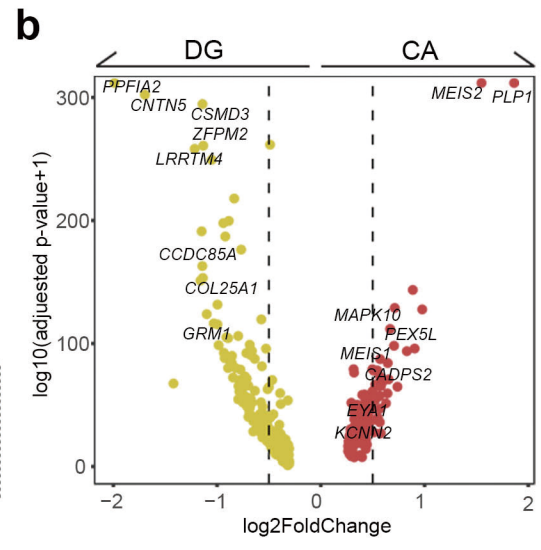 b
DG CA
PPFIA2
CNTN5
CSMD3
ZFPM2
LRRTM4
MEIS2
PLP1
CCDC85A
COL25A1
GRM1
MAPK10
PEX5L
MEIS1
CADPS2
EYA1
KCNN2
300
200
100
0
log10(adjuested p-value+1)
−2 −1 0 1 2
log2FoldChange